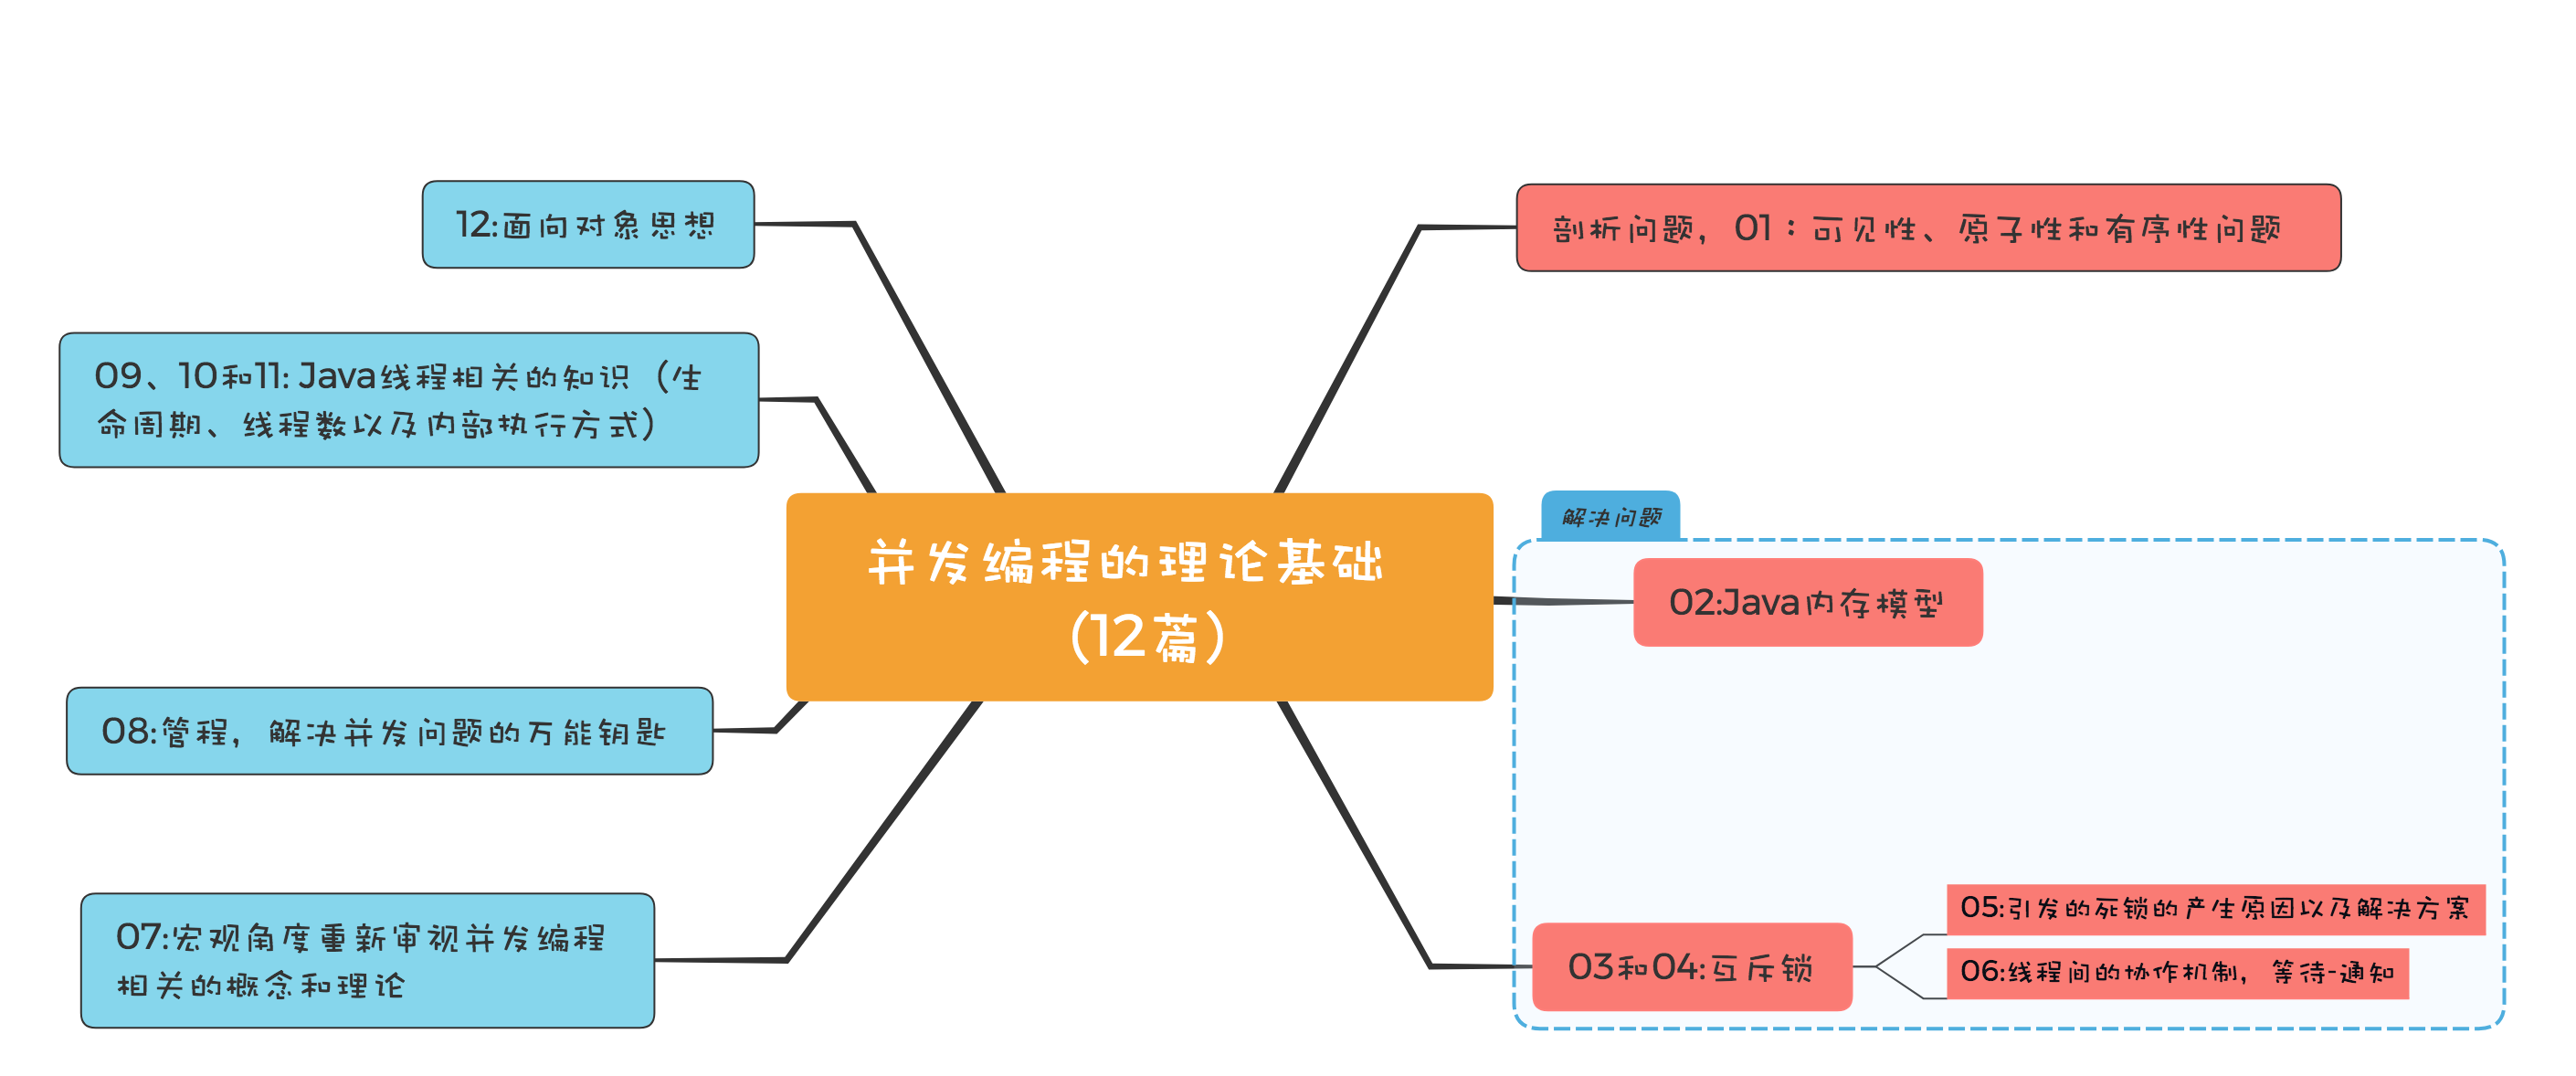 并发编程的理论基础
(12篇)
剖析问题，01：可见性、原子性和有序性问题
解决问题
02:Java内存模型
03和04:互斥锁
05:引发的死锁的产生原因以及解决方案
06:线程间的协作机制，等待-通知
12:面向对象思想
09、10和11: Java线程相关的知识（生
命周期、线程数以及内部执行方式）
08:管程，解决并发问题的万能钥匙
07:宏观角度重新审视并发编程
相关的概念和理论